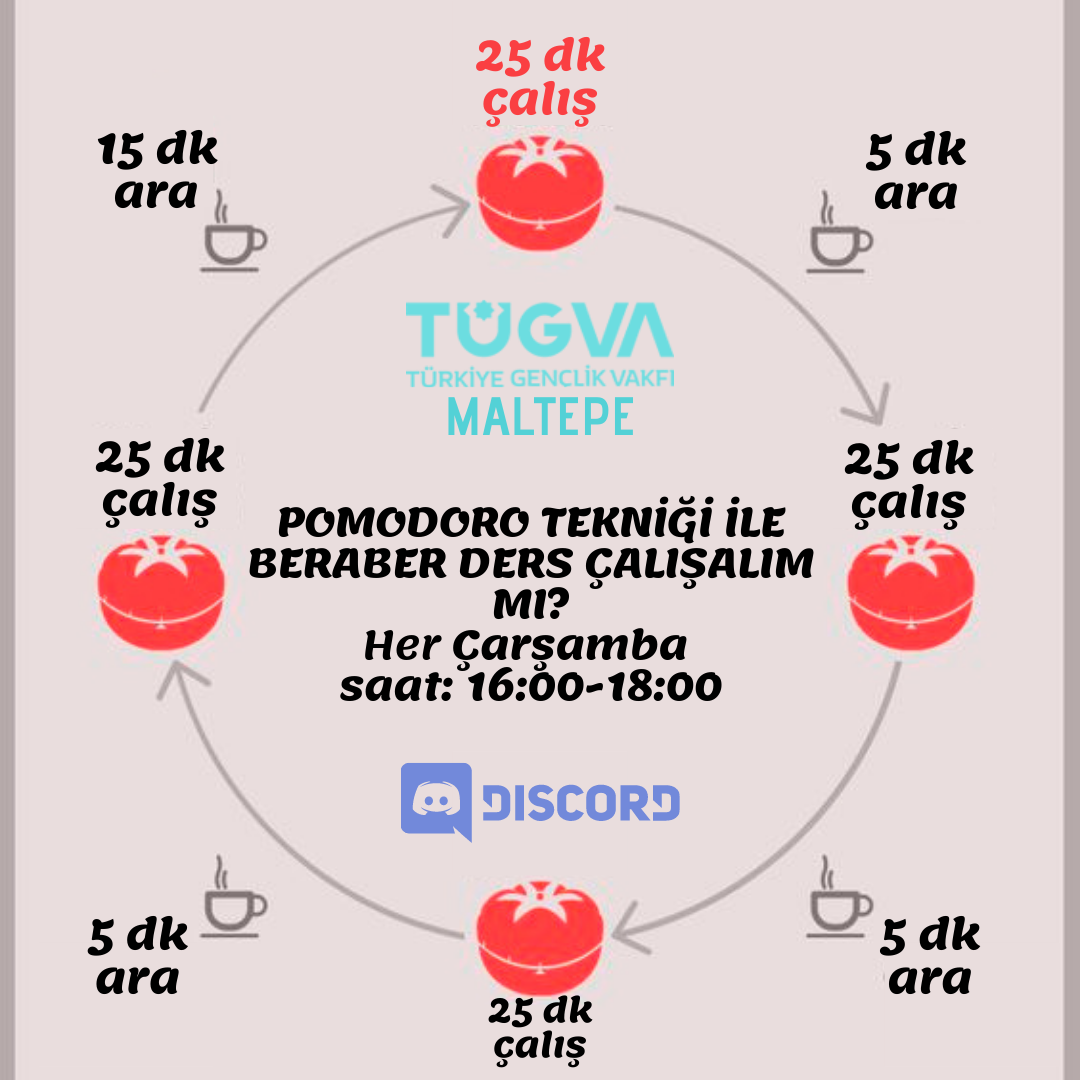 25 dk
çalış
15 dk
ara
5 dk
ara
TÜGVA
TÜRKİYE GENCLİK VAKFI
MALTEPE
25 dk
çalış
25 dk
çalış
POMODORO TEKNİĞİ İLE
BERABER DERS ÇALIŞALIM
MI?
Her Çarşamba
saat: 16:00-18:00
DISCORD
5 dk
ara
5 dk
ara
25 dk
çalış